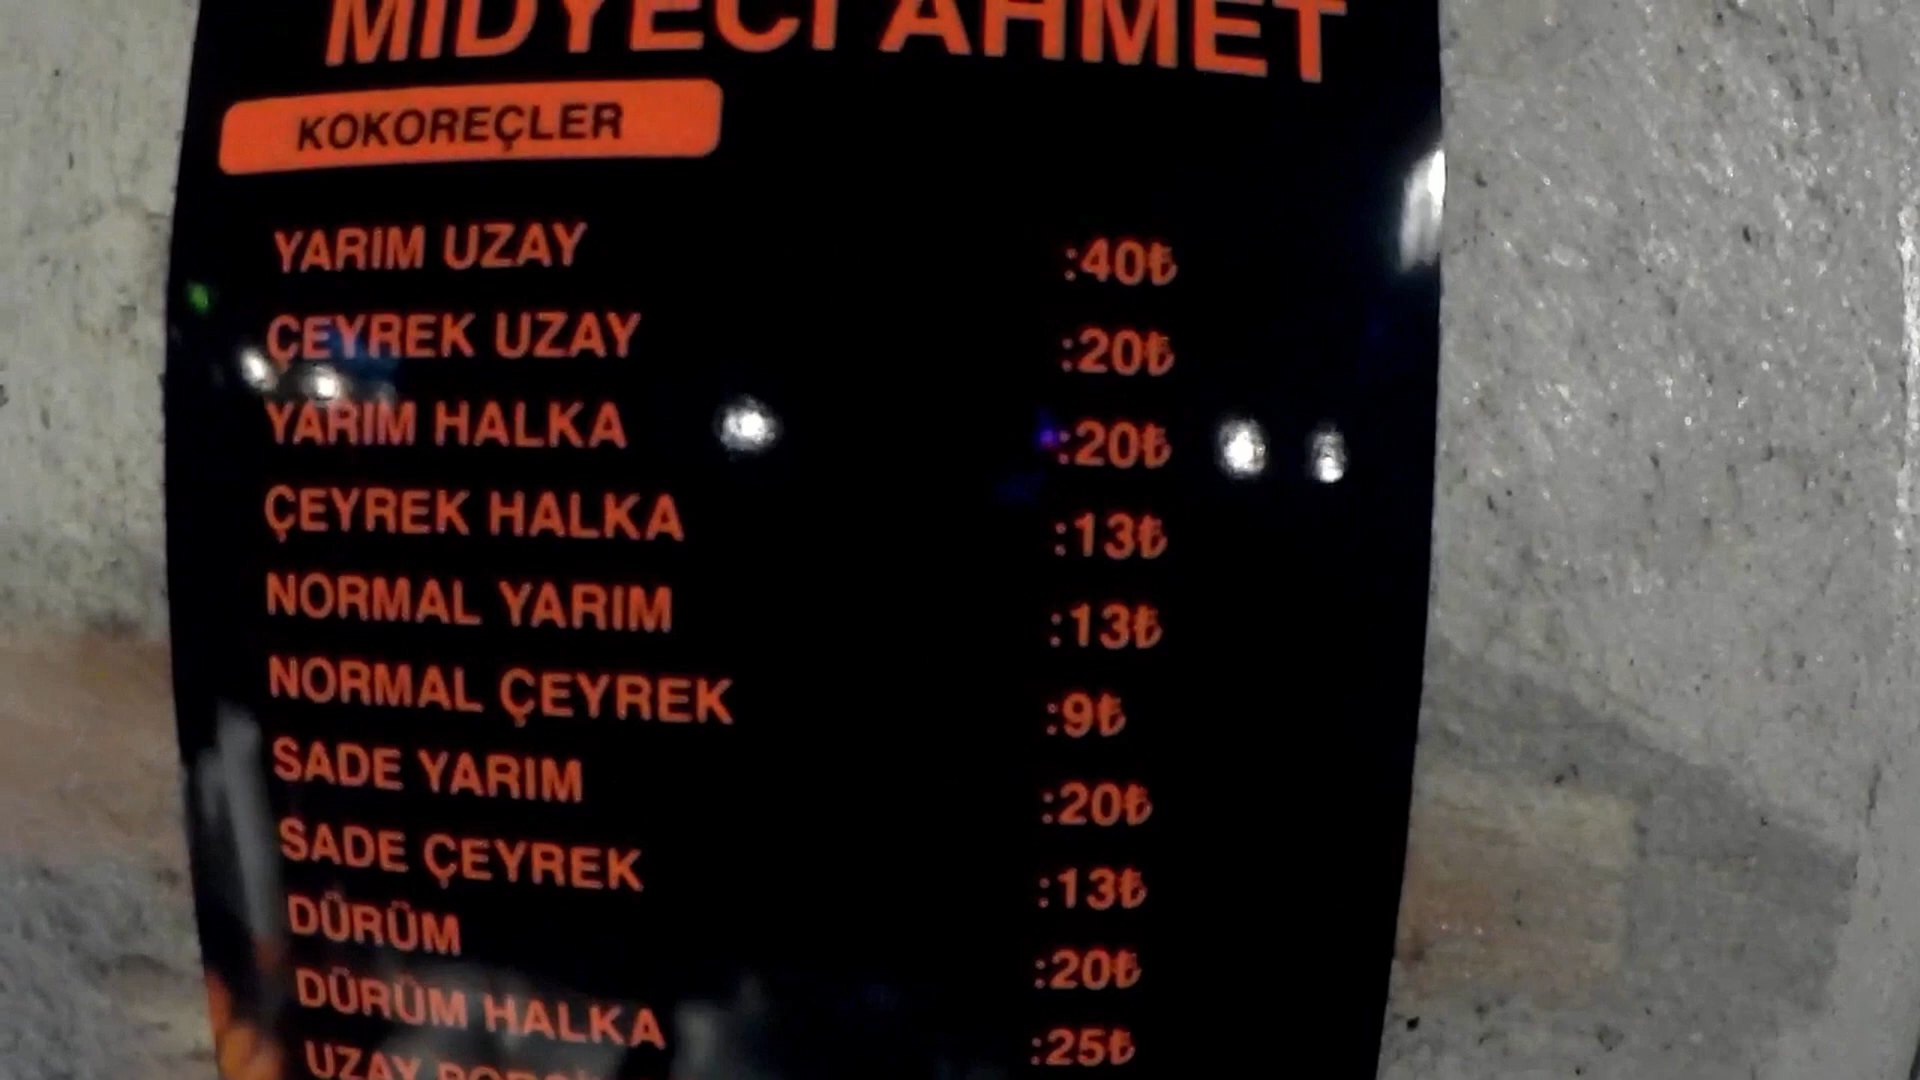 MİDYECİ AHMET
KOKOREÇLER
YARIM UZAY :40₺
ÇEYREK UZAY :20₺
YARIM HALKA :20₺
ÇEYREK HALKA :13₺
NORMAL YARIM :13₺
NORMAL ÇEYREK :9₺
SADE YARIM :20₺
SADE ÇEYREK :13₺
DÜRÜM :20₺
DÜRÜM HALKA :25₺
UZAY